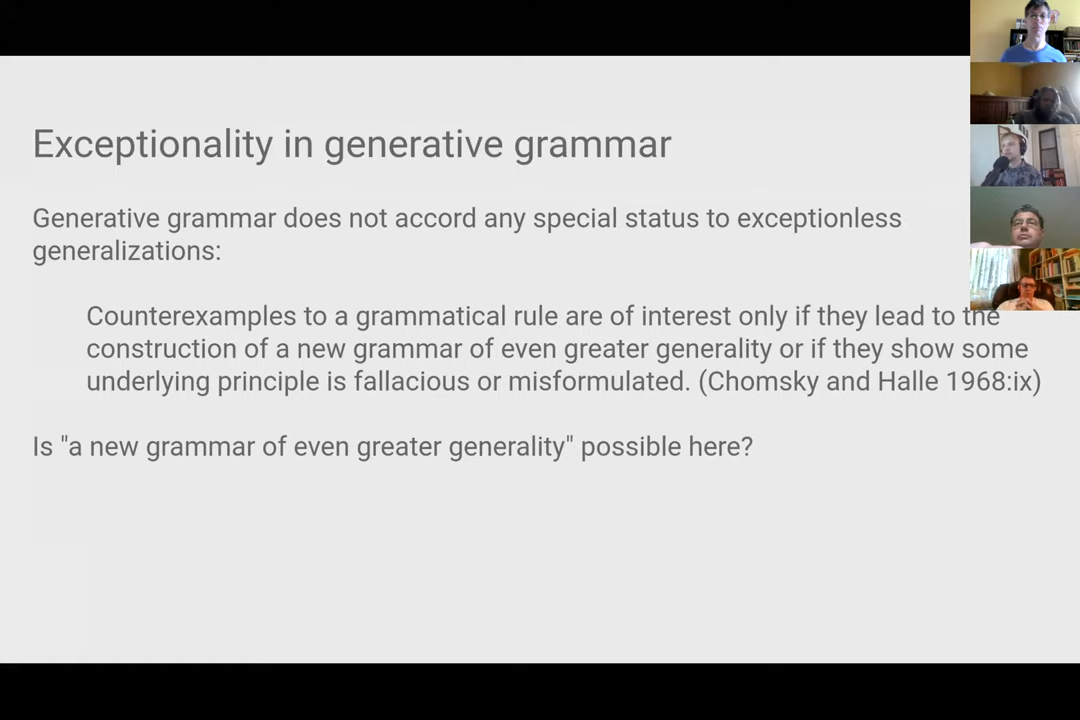 Exceptionality in generative grammar
Generative grammar does not accord any special status to exceptionless
generalizations:
Counterexamples to a grammatical rule are of interest only if they lead to the
construction of a new grammar of even greater generality or if they show some
underlying principle is fallacious or misformulated. (Chomsky and Halle 1968:ix)
Is "a new grammar of even greater generality" possible here?